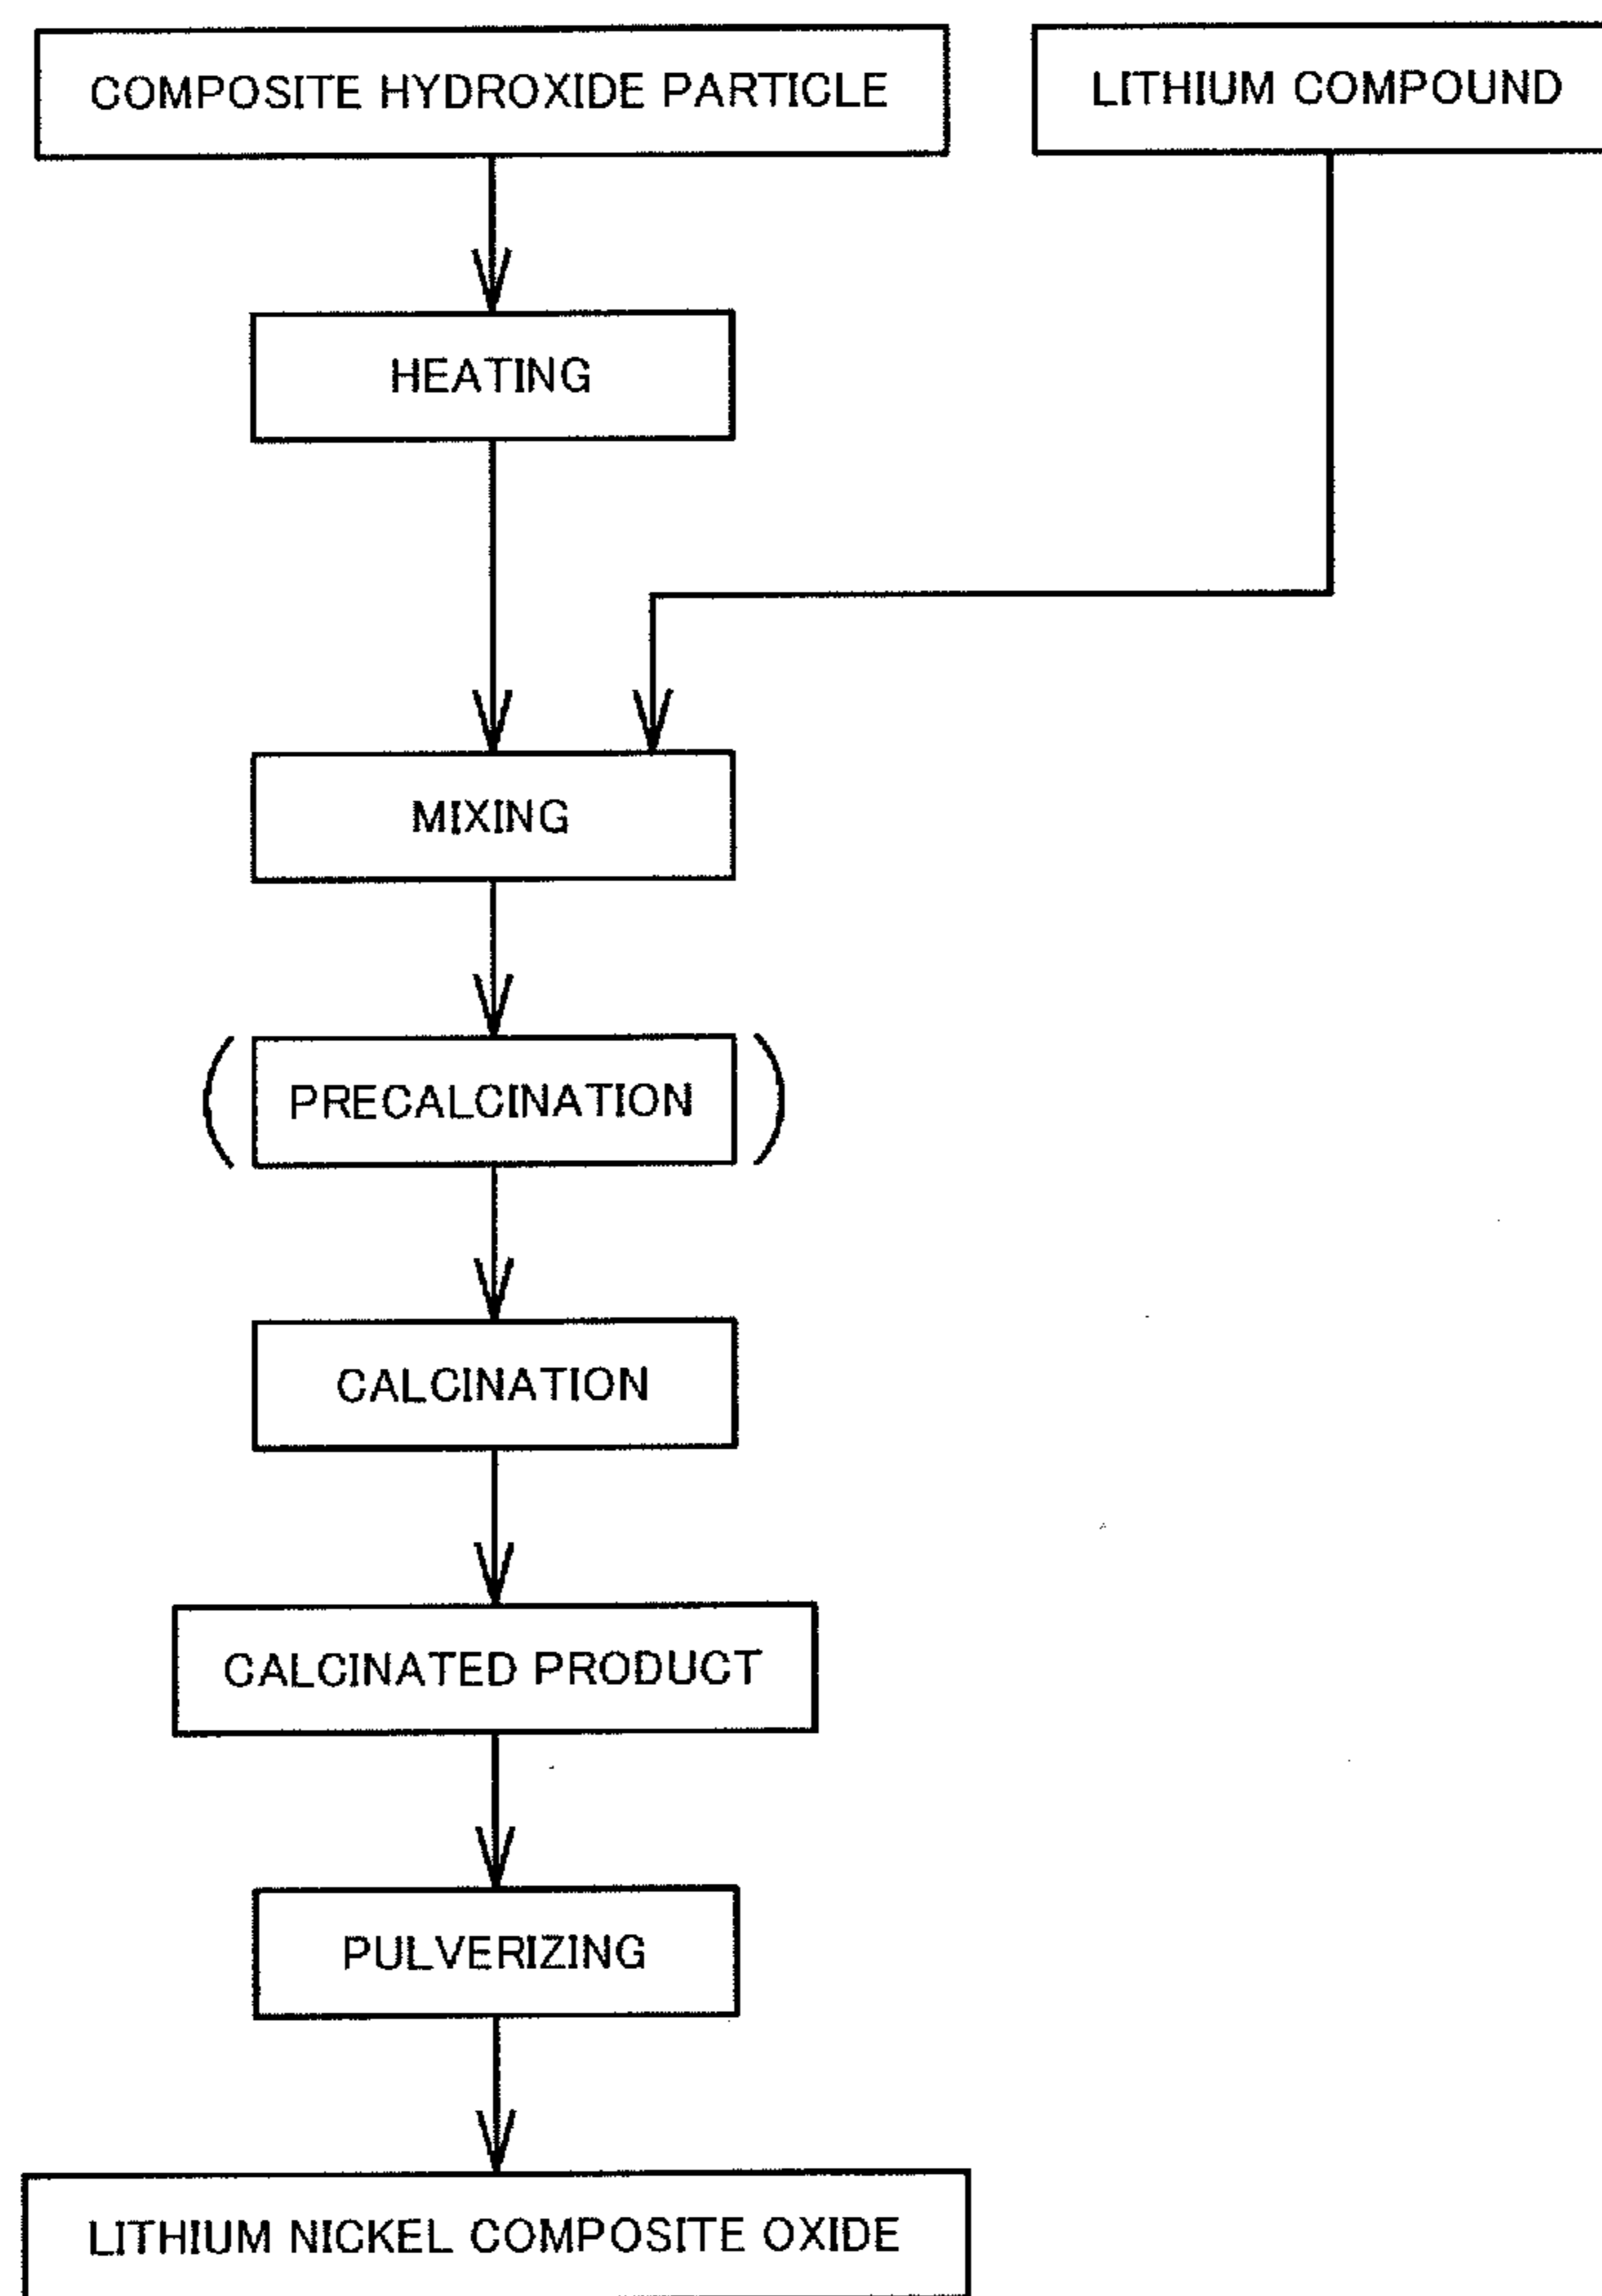 COMPOSITE HYDROXIDE PARTICLE
LITHIUM COMPOUND
HEATING
MIXING
( PRECALCINATION )
CALCINATION
CALCINATED PRODUCT
PULVERIZING
LITHIUM NICKEL COMPOSITE OXIDE